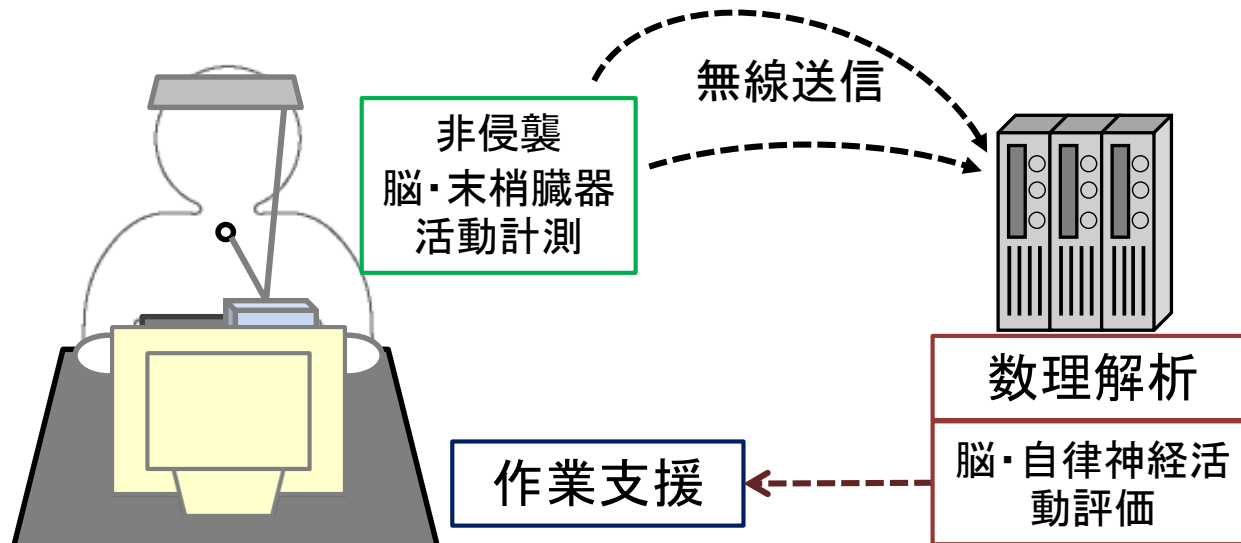 無線送信
非侵襲
脳・末梢臓器
活動計測
数理解析
脳・自律神経活
動評価
作業支援